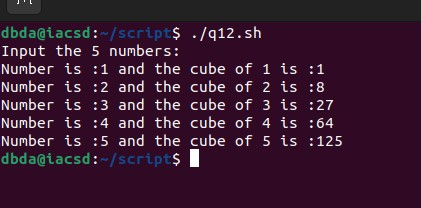 dbda@iacsd:~/script$ ./q12.sh
Input the 5 numbers:
Number is :1 and the cube of 1 is :1
Number is :2 and the cube of 2 is :8
Number is :3 and the cube of 3 is :27
Number is :4 and the cube of 4 is :64
Number is :5 and the cube of 5 is :125
dbda@iacsd:~/script$